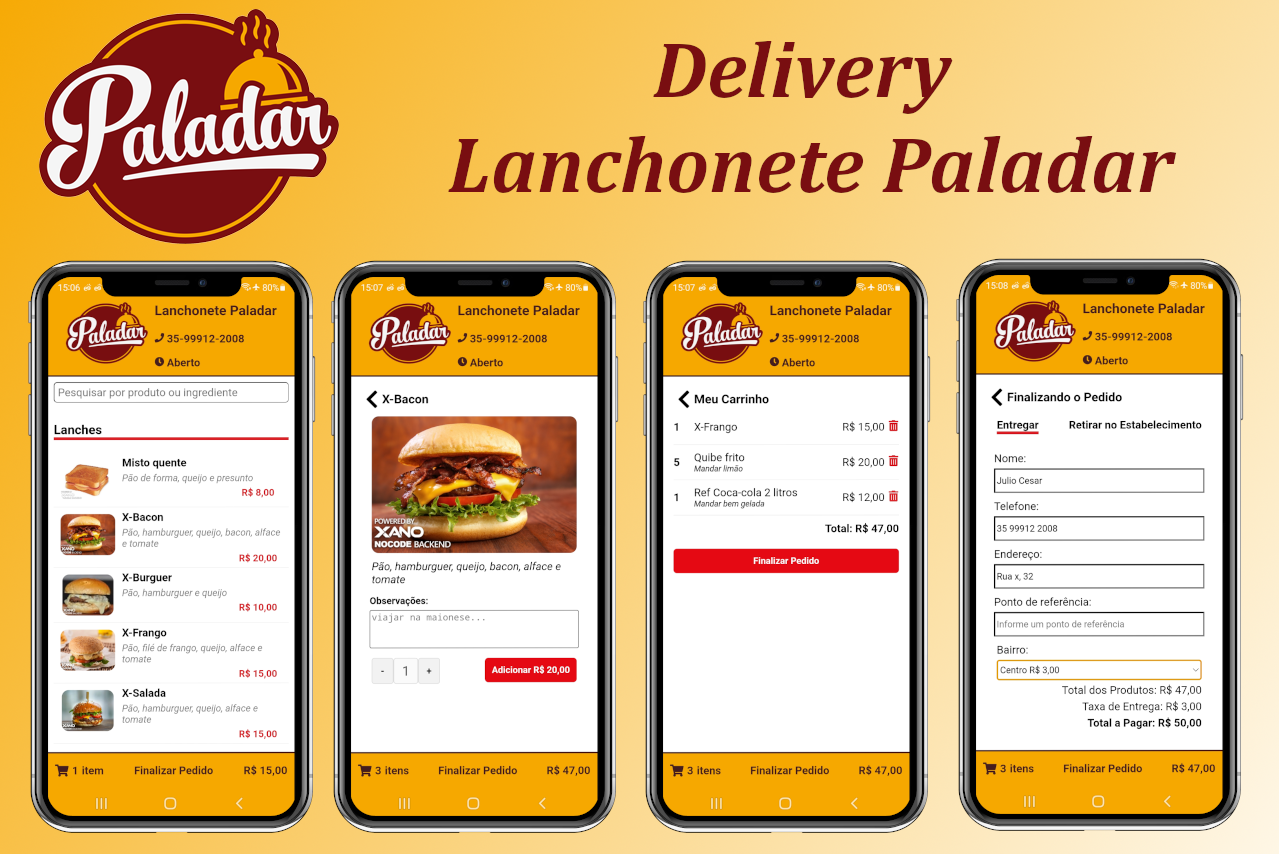 Paladar
Delivery
Lanchonete Paladar
15:06
80%
Paladar
Lanchonete Paladar
35-99912-2008
Aberto
Pesquisar por produto ou ingrediente
Lanches
Misto quente
Pão de forma, queijo e presunto
R$ 8,00
X-Bacon
Pão, hamburguer, queijo, bacon, alface
e tomate
R$ 20,00
XANO
X-Burguer
Pão, hamburguer e queijo
R$ 10,00
X-Frango
Pão, filé de frango, queijo, alface e
tomate
R$ 15,00
X-Salada
Pão, hamburguer, queijo, alface e
tomate
R$ 15,00
XANO
1 item
Finalizar Pedido
R$ 15,00
15:07
80%
Paladar
Lanchonete Paladar
35-99912-2008
Aberto
X-Bacon
POWERED BY
XANO
NOCODE BACKEND
Pão, hamburguer, queijo, bacon, alface e
tomate
Observações:
viajar na maionese...
- 1 +
Adicionar R$ 20,00
3 itens
Finalizar Pedido
R$ 47,00
15:07
80%
Paladar
Lanchonete Paladar
35-99912-2008
Aberto
Meu Carrinho
1 X-Frango R$ 15,00
5 Quibe frito R$ 20,00
Mandar limão
1 Ref Coca-cola 2 litros R$ 12,00
Mandar bem gelada
Total: R$ 47,00
Finalizar Pedido
3 itens
Finalizar Pedido
R$ 47,00
15:08
80%
Paladar
Lanchonete Paladar
35-99912-2008
Aberto
Finalizando o Pedido
Entregar
Retirar no Estabelecimento
Nome:
Julio Cesar
Telefone:
35 99912 2008
Endereço:
Rua x, 32
Ponto de referência:
Informe um ponto de referência
Bairro:
Centro R$ 3,00
Total dos Produtos: R$ 47,00
Taxa de Entrega: R$ 3,00
Total a Pagar: R$ 50,00
3 itens
Finalizar Pedido
R$ 47,00